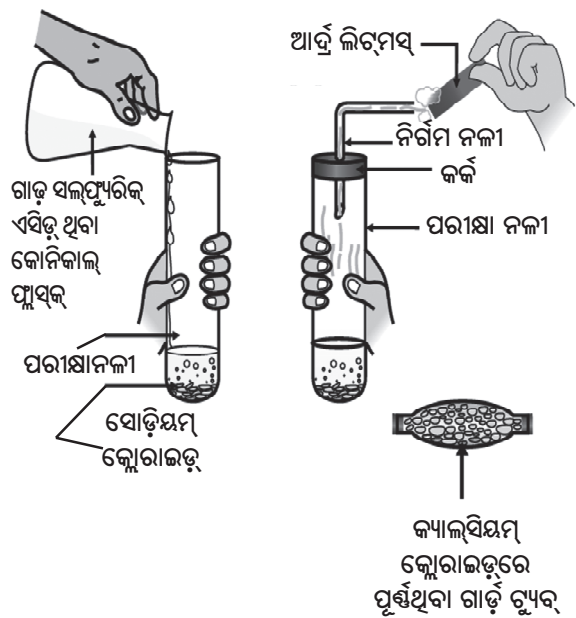 ଆର୍ଦ୍ର ଲିଟ୍‌ମସ୍
ନିର୍ଗମ ନଳୀ
କର୍କ
ପରୀକ୍ଷା ନଳୀ
ଗାଢ଼ ସଲ୍‌ଫ୍ୟୁରିକ୍
ଏସିଡ଼୍ ଥିବା
କୋନିକାଲ୍
ଫ୍ଲାସ୍‌କ୍
ପରୀକ୍ଷାନଳୀ
ସୋଡ଼ିୟମ୍
କ୍ଲୋରାଇଡ଼୍
କ୍ୟାଲ୍‌ସିୟମ୍
କ୍ଲୋରାଇଡ଼୍‌ରେ
ପୂର୍ଣ୍ଣଥିବା ଗାର୍ଡ଼ ଟ୍ୟୁବ୍